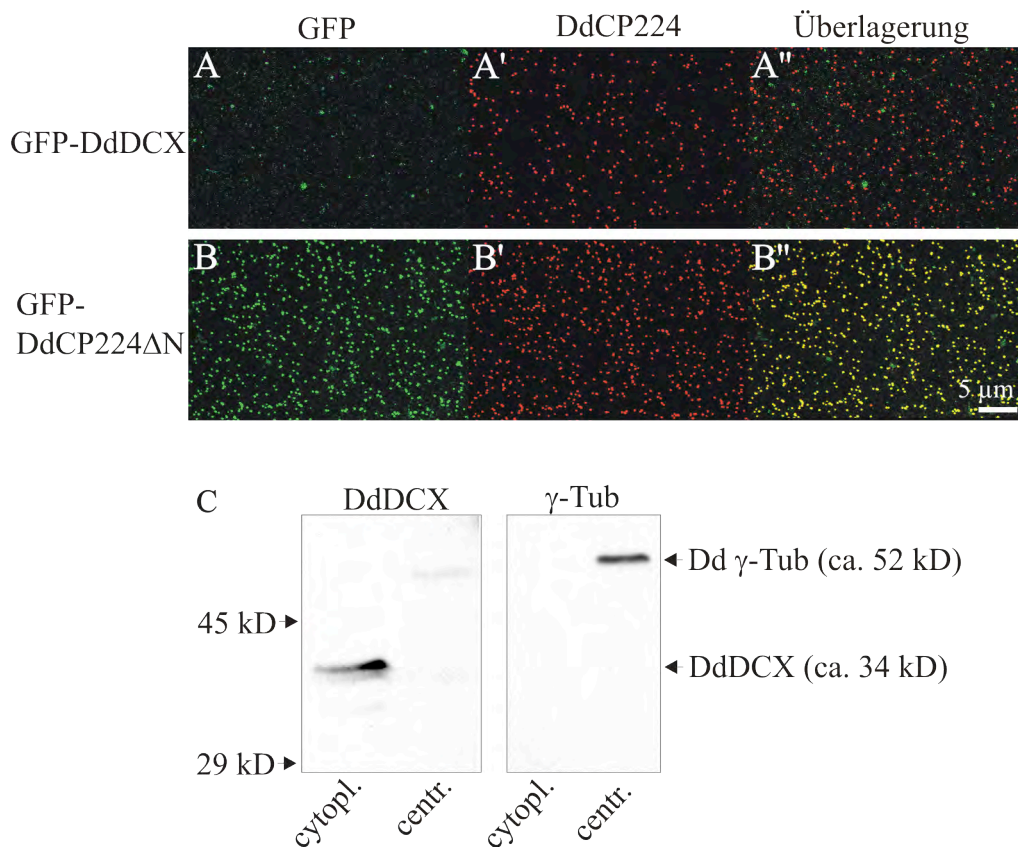 GFP DdCP224 Überlagerung
A A' A"
GFP-DdDCX
B B' B"
GFP-
DdCP224ΔN
5 µm
C DdDCX γ-Tub
Dd γ-Tub (ca. 52 kD)
45 kD
DdDCX (ca. 34 kD)
29 kD
cytopl. centr. cytopl. centr.